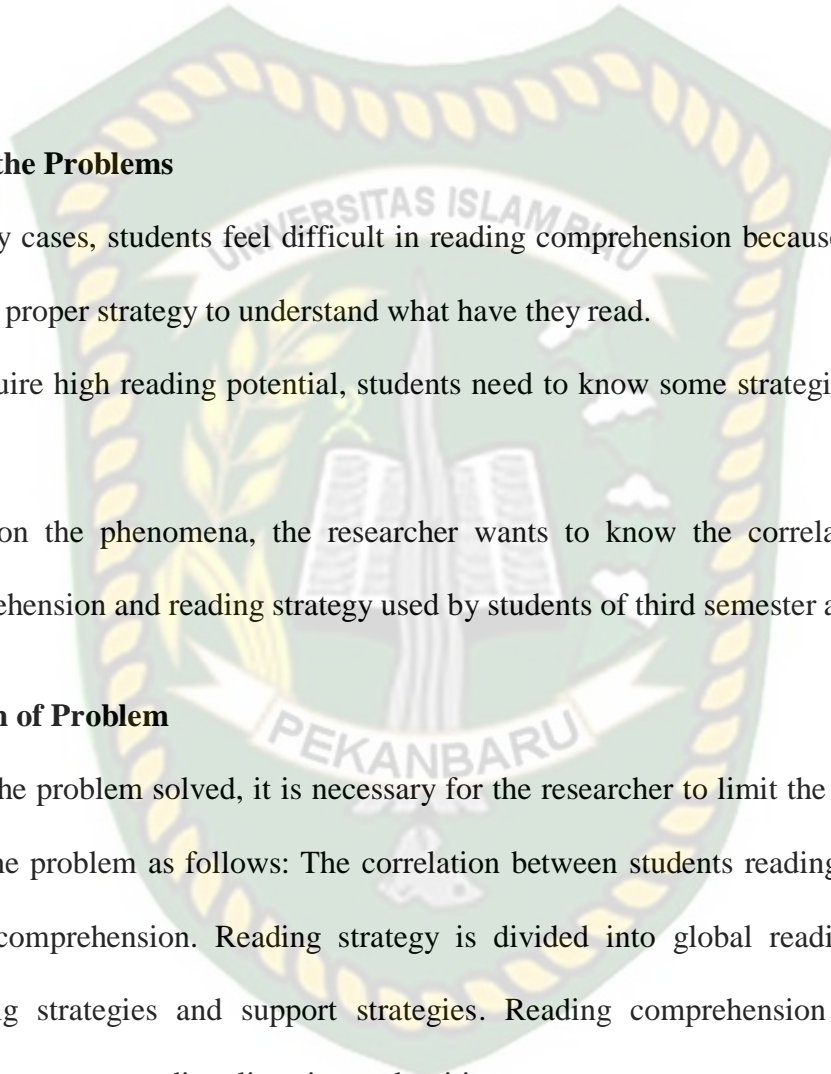 the Problems
UNIVERSITAS ISLAM RIAU
y cases, students feel difficult in reading comprehension because
proper strategy to understand what have they read.
uire high reading potential, students need to know some strategi
on the phenomena, the researcher wants to know the correla
ehension and reading strategy used by students of third semester a
n of Problem
PEKANBARU
he problem solved, it is necessary for the researcher to limit the
ne problem as follows: The correlation between students reading
comprehension. Reading strategy is divided into global readi
g strategies and support strategies. Reading comprehension